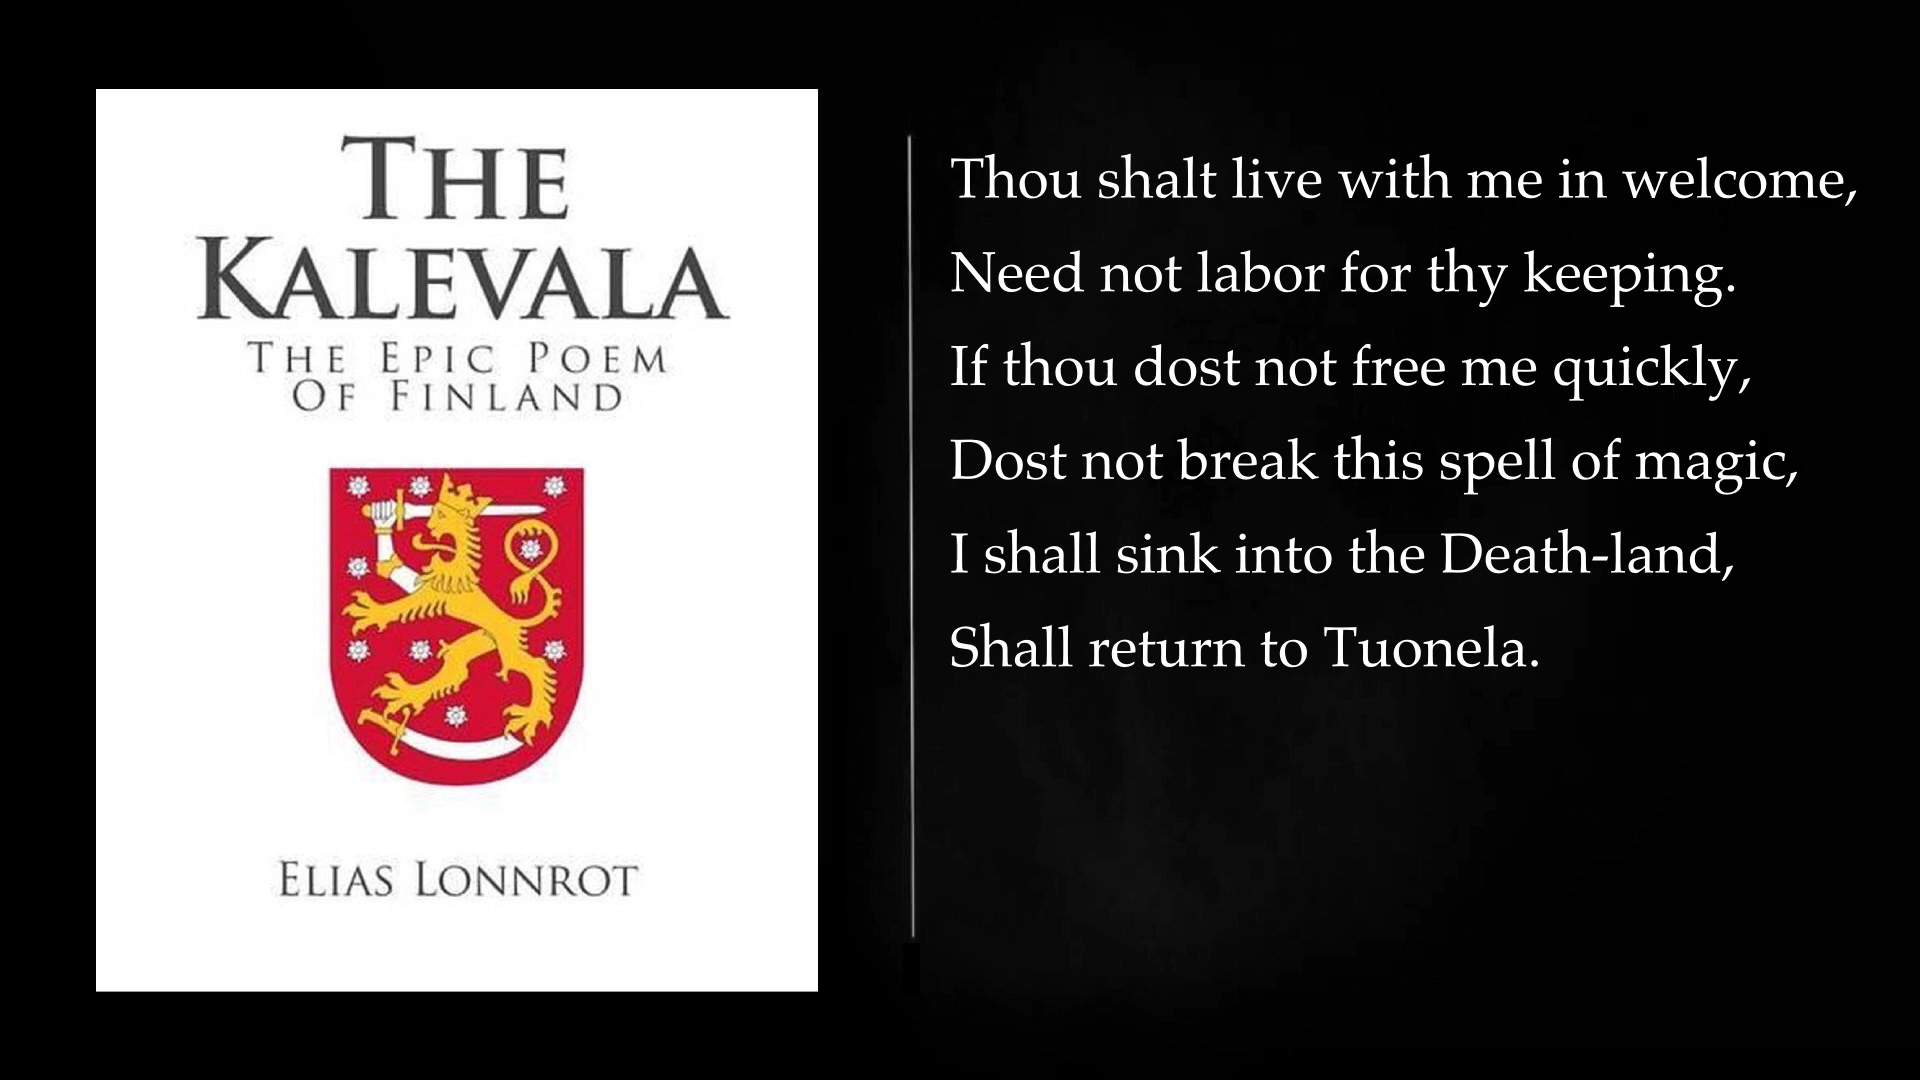 THE
KALEVALA
THE EPIC POEM
OF FINLAND
ELIAS LONNROT
Thou shalt live with me in welcome,
Need not labor for thy keeping.
If thou dost not free me quickly,
Dost not break this spell of magic,
I shall sink into the Death-land,
Shall return to Tuonela.